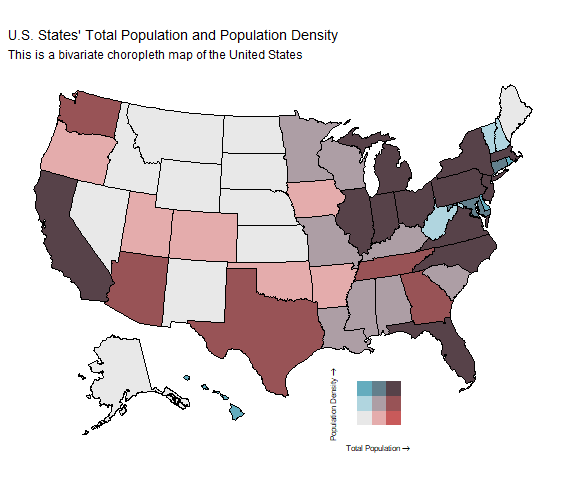 U.S. States' Total Population and Population Density
This is a bivariate choropleth map of the United States
Population Density →
Total Population →